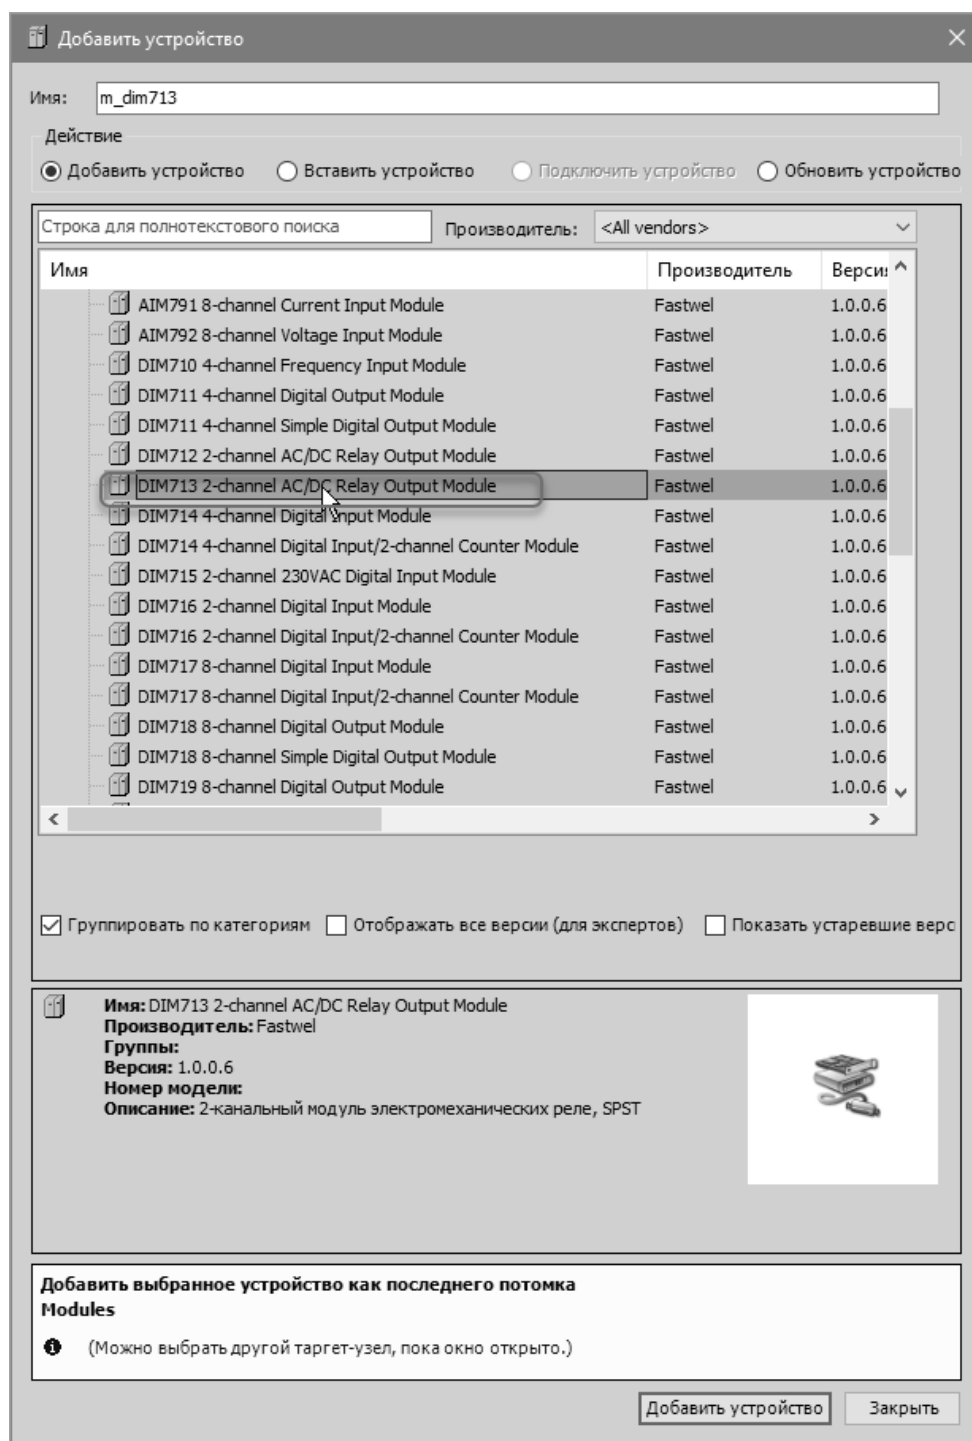 Добавить устройство
Имя: m_dim713
Действие
Добавить устройство Вставить устройство Подключить устройство Обновить устройство
Строка для полнотекстового поиска Производитель: <All vendors>
Имя Производитель Верси
AIM791 8-channel Current Input Module Fastwel 1.0.0.6
AIM792 8-channel Voltage Input Module Fastwel 1.0.0.6
DIM710 4-channel Frequency Input Module Fastwel 1.0.0.6
DIM711 4-channel Digital Output Module Fastwel 1.0.0.6
DIM711 4-channel Simple Digital Output Module Fastwel 1.0.0.6
DIM712 2-channel AC/DC Relay Output Module Fastwel 1.0.0.6
DIM713 2-channel AC/DC Relay Output Module Fastwel 1.0.0.6
DIM714 4-channel Digital Input Module Fastwel 1.0.0.6
DIM714 4-channel Digital Input/2-channel Counter Module Fastwel 1.0.0.6
DIM715 2-channel 230VAC Digital Input Module Fastwel 1.0.0.6
DIM716 2-channel Digital Input Module Fastwel 1.0.0.6
DIM716 2-channel Digital Input/2-channel Counter Module Fastwel 1.0.0.6
DIM717 8-channel Digital Input Module Fastwel 1.0.0.6
DIM717 8-channel Digital Input/2-channel Counter Module Fastwel 1.0.0.6
DIM718 8-channel Digital Output Module Fastwel 1.0.0.6
DIM718 8-channel Simple Digital Output Module Fastwel 1.0.0.6
DIM719 8-channel Digital Output Module Fastwel 1.0.0.6
Группировать по категориям Отображать все версии (для экспертов) Показать устаревшие верс
Имя: DIM713 2-channel AC/DC Relay Output Module
Производитель: Fastwel
Группы:
Версия: 1.0.0.6
Номер модели:
Описание: 2-канальный модуль электромеханических реле, SPST
Добавить выбранное устройство как последнего потомка
Modules
(Можно выбрать другой таргет-узел, пока окно открыто.)
Добавить устройство Закрыть